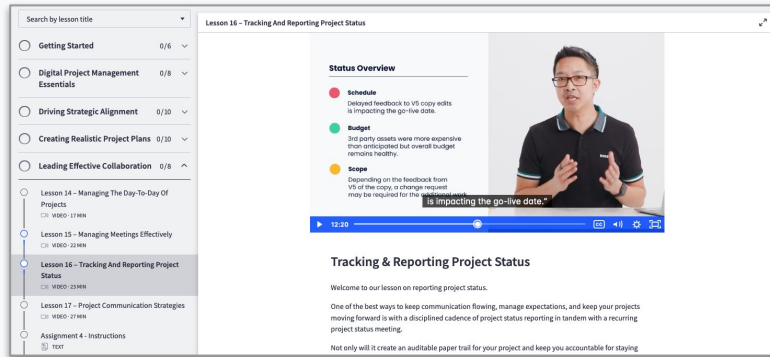 Search by lesson title
Getting Started 0/6
Digital Project Management
Essentials
0/8
Driving Strategic Alignment 0/10
Creating Realistic Project Plans 0/10
Leading Effective Collaboration 0/8
Lesson 14 – Managing The Day-To-Day Of
Projects
VIDEO · 17 MIN
Lesson 15 – Managing Meetings Effectively
VIDEO · 22 MIN
Lesson 16 – Tracking And Reporting Project
Status
VIDEO · 23 MIN
Lesson 17 – Project Communication Strategies
VIDEO · 27 MIN
Assignment 4 - Instructions
TEXT
Lesson 16 – Tracking And Reporting Project Status
Status Overview
Schedule
Delayed feedback to V5 copy edits
is impacting the go-live date.
Budget
3rd party assets were more expensive
than anticipated but overall budget
remains healthy.
Scope
Depending on the feedback from
V5 of the copy, a change request
may be required for the additional work
is impacting the go-live date."
12:20
CC
Tracking & Reporting Project Status
Welcome to our lesson on reporting project status.
One of the best ways to keep communication flowing, manage expectations, and keep your projects
moving forward is with a disciplined cadence of project status reporting in tandem with a recurring
project status meeting.
Not only will it create an auditable paper trail for your project and keep you accountable for staying